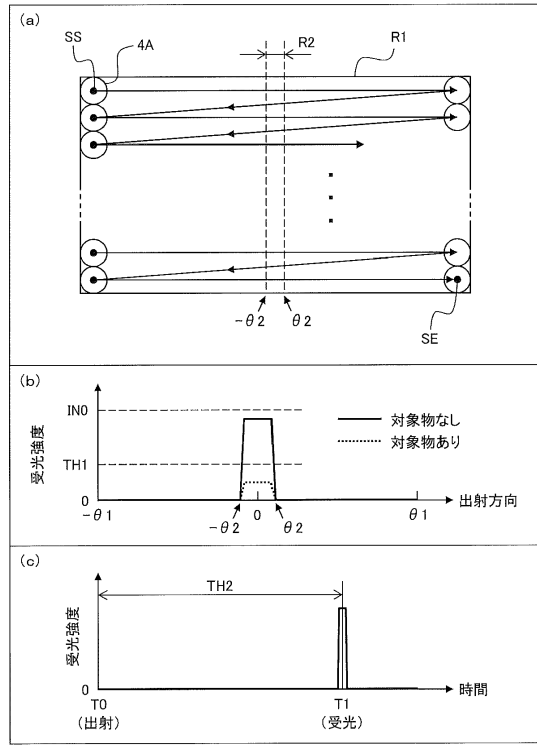 (a)
SS
4A
R2
R1
-θ2
θ2
SE
(b)
受光強度
IN0
TH1
0
対象物なし
対象物あり
-θ1
-θ2
0
θ2
θ1
出射方向
(c)
受光強度
TH2
0
T0
(出射)
T1
(受光)
時間